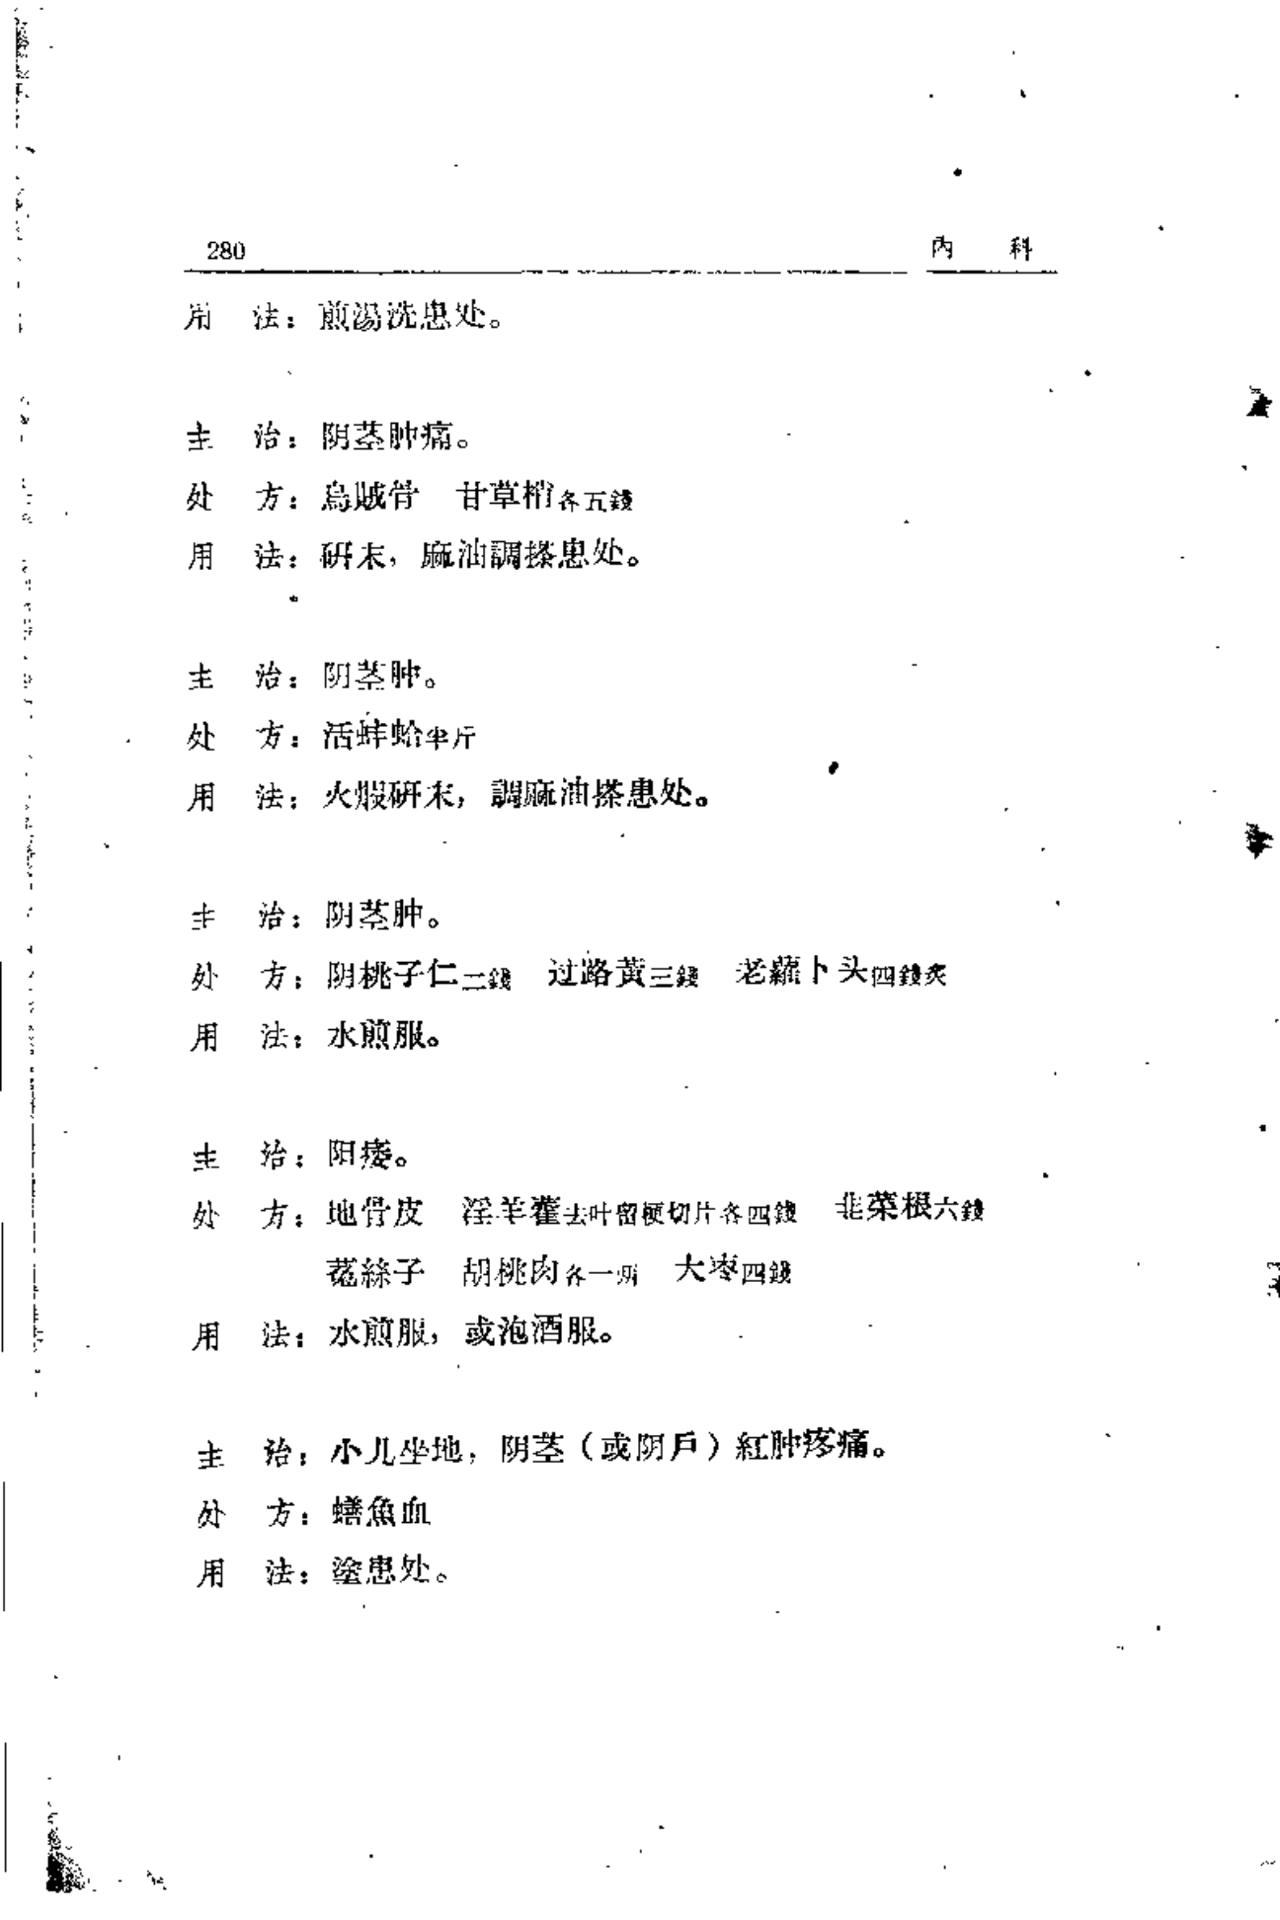 280 内 科
用 法：煎湯洗患处。
主 治：阴茎肿痛。
处 方：烏賊骨 甘草梢各五錢
用 法：研末，麻油調搽患处。
主 治：阴茎肿。
处 方：活蚌蛤半斤
用 法：火煅研末，調麻油搽患处。
主 治：阴茎肿。
处 方：阴桃子仁二錢 过路黄三錢 老蘿卜头四錢炙
用 法：水煎服。
主 治：阳痿。
处 方：地骨皮 淫羊藿去叶留梗切片各四錢 韭菜根六錢
菟絲子 胡桃肉各一两 大枣四錢
用 法：水煎服，或泡酒服。
主 治：小儿坐地，阴茎（或阴戶）紅肿疼痛。
处 方：蟮魚血
用 法：塗患处。